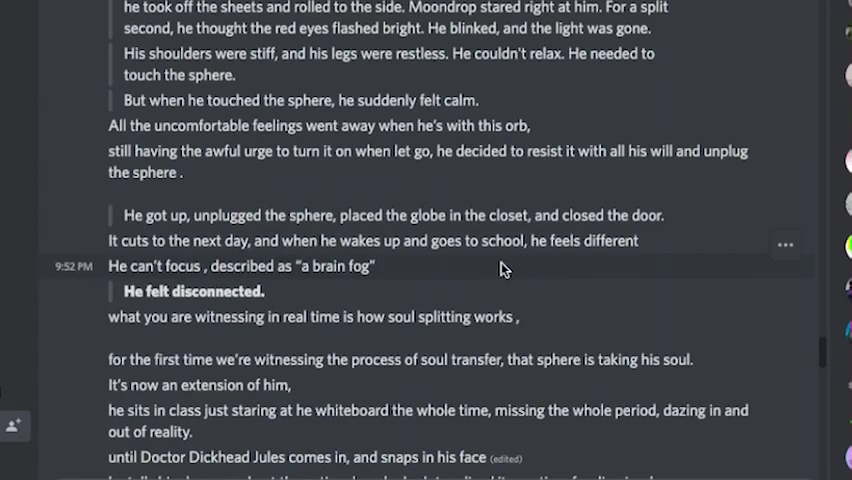 he took off the sheets and rolled to the side. Moondrop stared right at him. For a split
second, he thought the red eyes flashed bright. He blinked, and the light was gone.
His shoulders were stiff, and his legs were restless. He couldn't relax. He needed to
touch the sphere.
But when he touched the sphere, he suddenly felt calm.
All the uncomfortable feelings went away when he's with this orb,
still having the awful urge to turn it on when let go, he decided to resist it with all his will and unplug
the sphere .
He got up, unplugged the sphere, placed the globe in the closet, and closed the door.
It cuts to the next day, and when he wakes up and goes to school, he feels different
9:52 PM He can't focus , described as "a brain fog"
He felt disconnected.
what you are witnessing in real time is how soul splitting works ,
for the first time we're witnessing the process of soul transfer, that sphere is taking his soul.
It's now an extension of him,
he sits in class just staring at he whiteboard the whole time, missing the whole period, dazing in and
out of reality.
until Doctor Dickhead Jules comes in, and snaps in his face (edited)